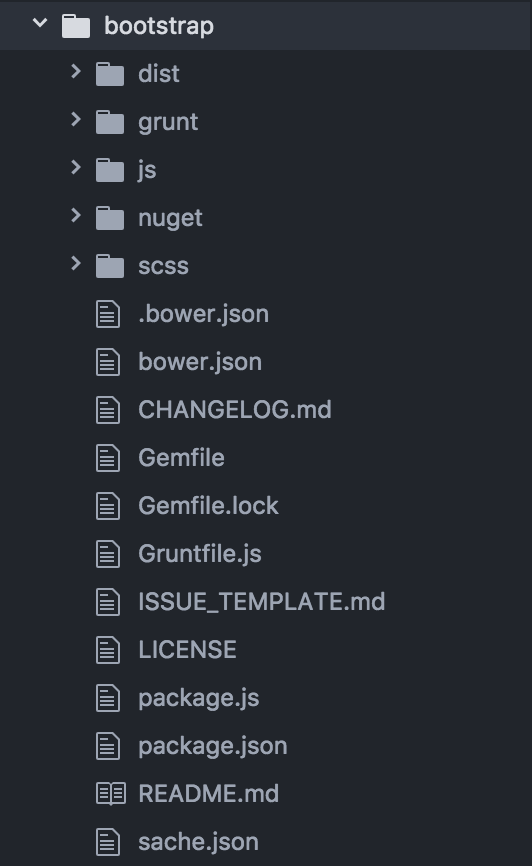 bootstrap
dist
grunt
js
nuget
scss
.bower.json
bower.json
CHANGELOG.md
Gemfile
Gemfile.lock
Gruntfile.js
ISSUE_TEMPLATE.md
LICENSE
package.js
package.json
README.md
sache.json